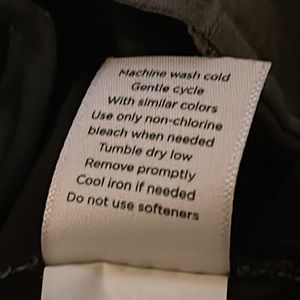 Machine wash cold
Gentle cycle
With similar colors
Use only non-chlorine
bleach when needed
Tumble dry low
Remove promptly
Cool iron if needed
Do not use softeners